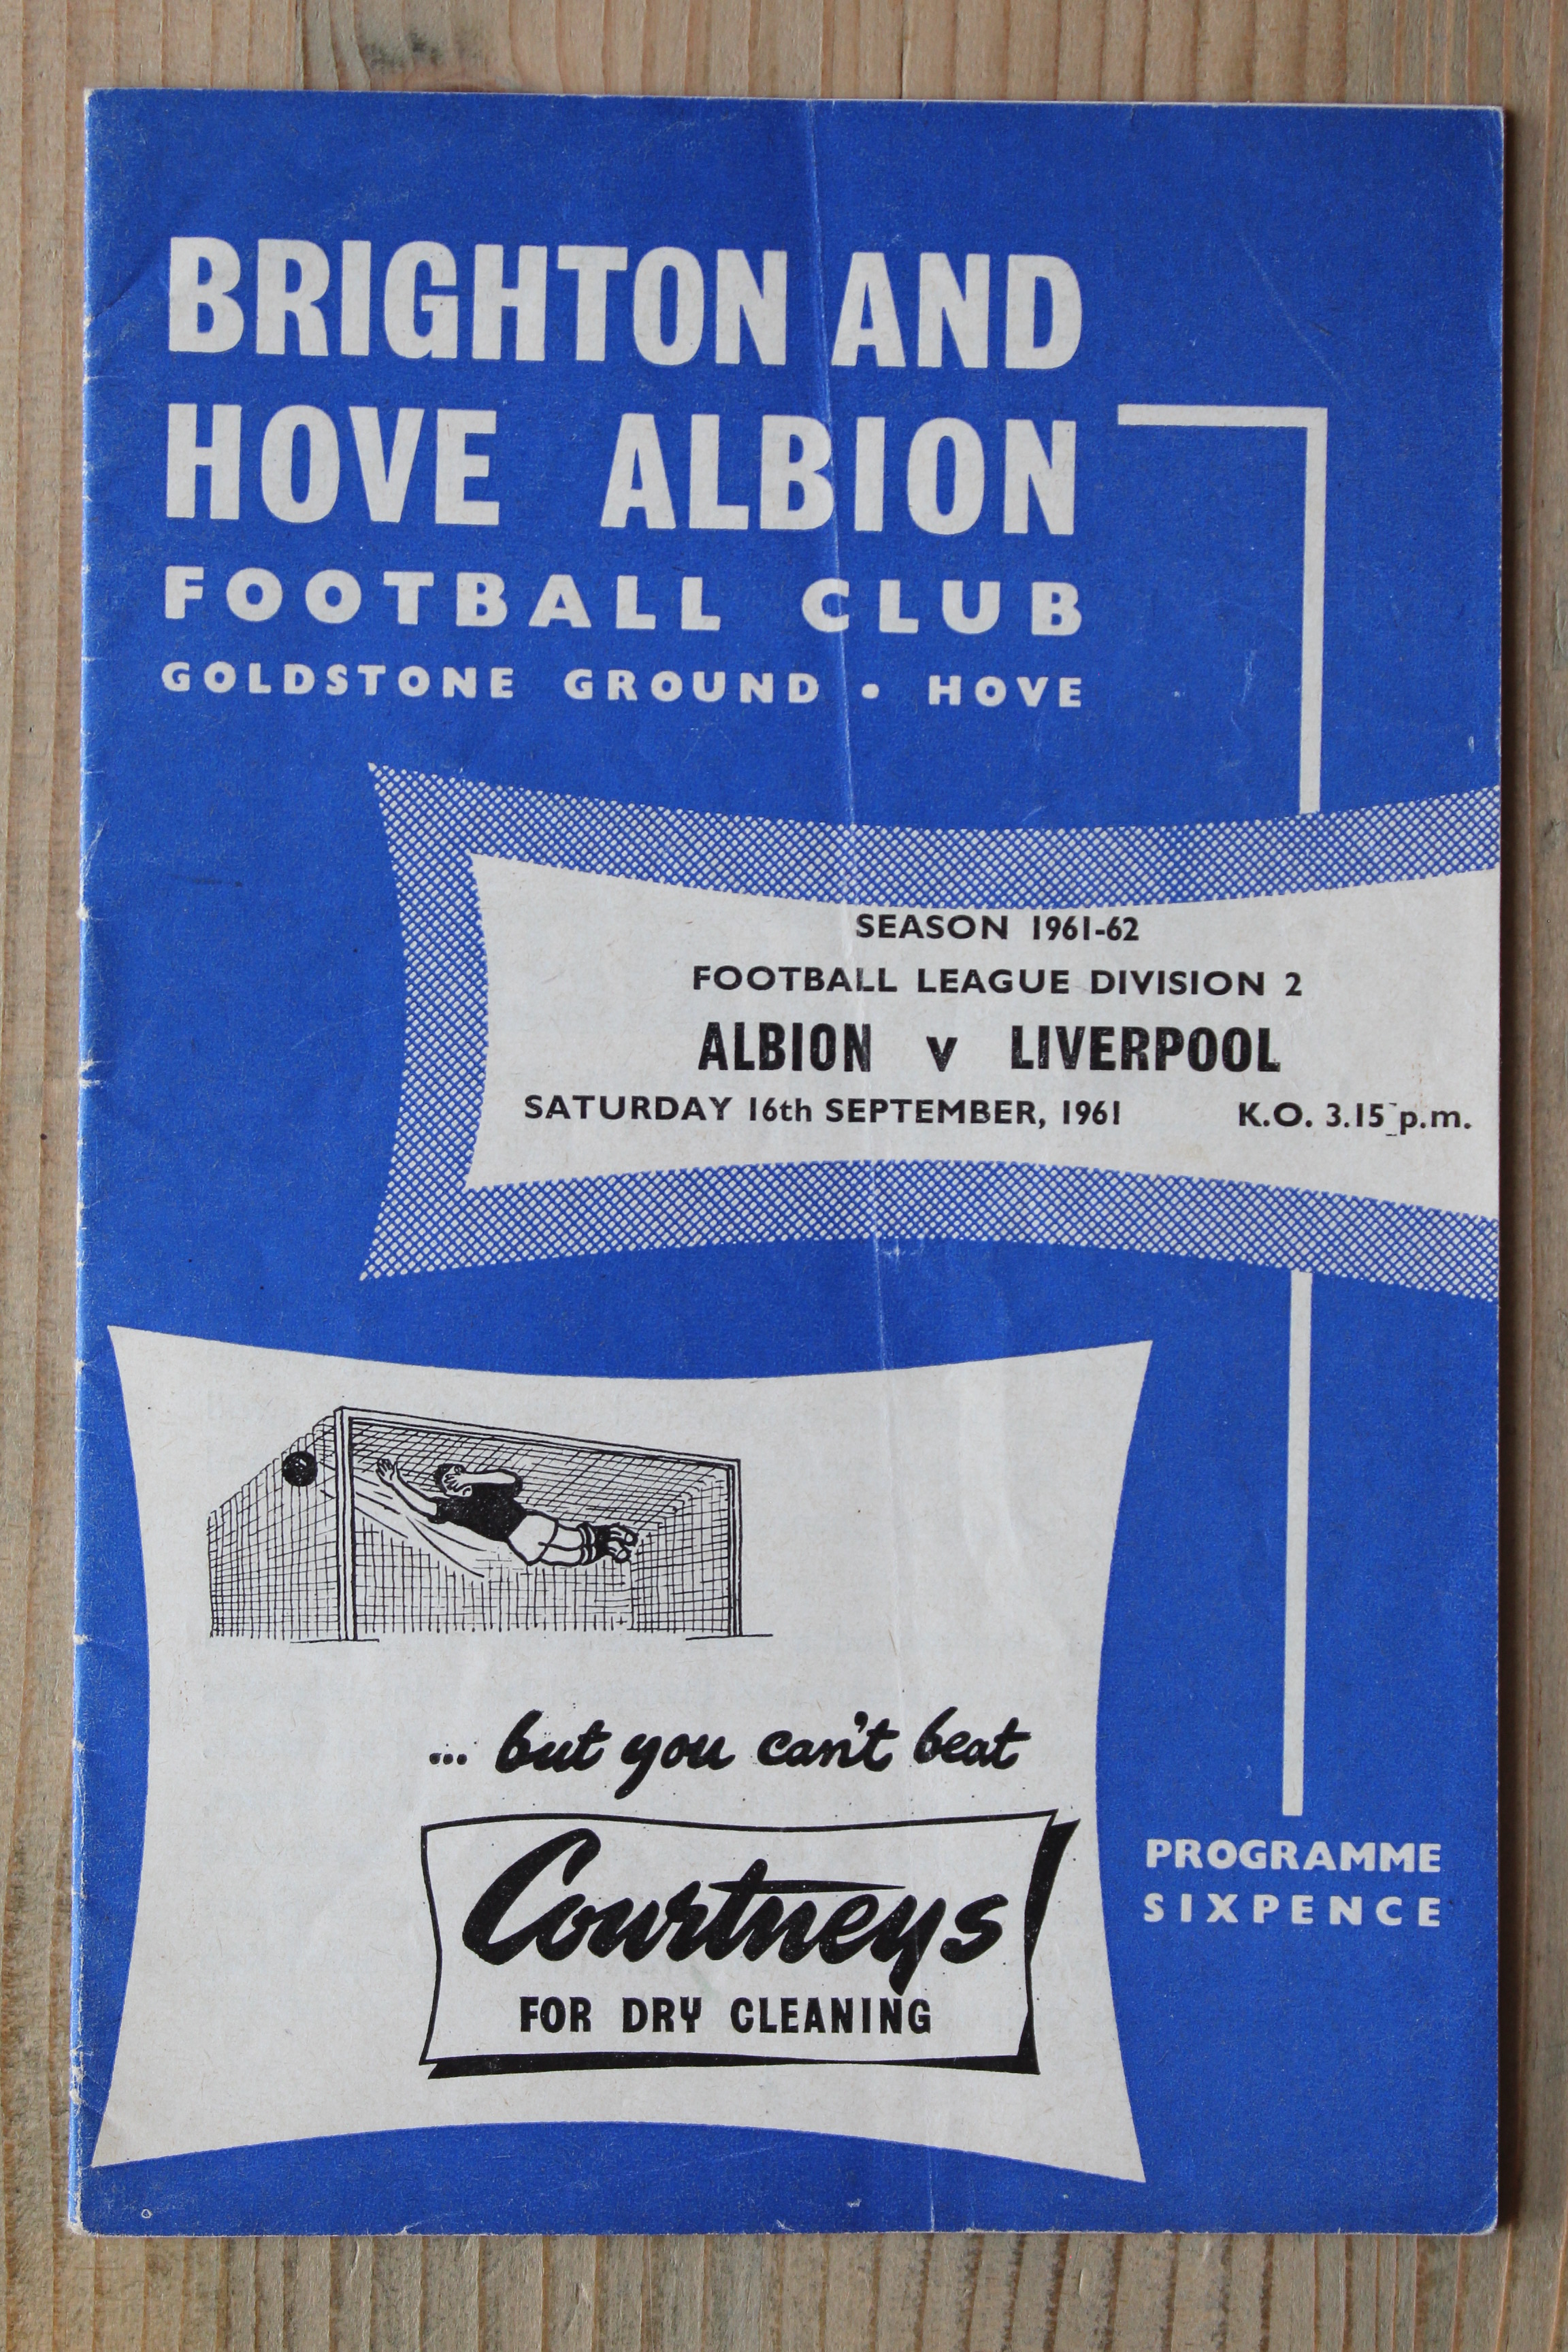 BRIGHTON AND
HOVE ALBION
FOOTBALL CLUB
GOLDSTONE GROUND • HOVE
SEASON 1961-62
FOOTBALL LEAGUE DIVISION 2
ALBION v LIVERPOOL
SATURDAY 16th SEPTEMBER, 1961 K.O. 3.15 p.m.
... but you can't beat
Courtneys
FOR DRY CLEANING
PROGRAMME
SIXPENCE